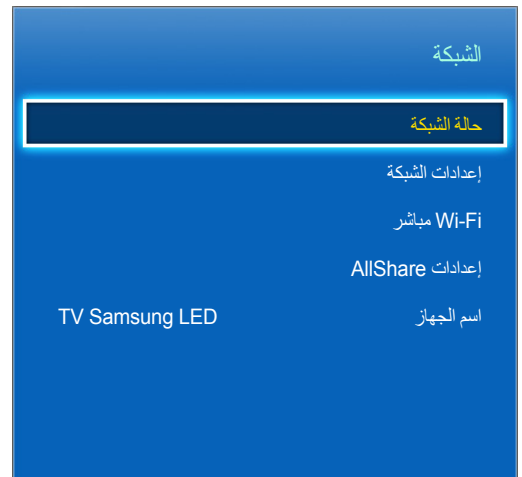 الشبكة
حالة الشبكة
إعدادات الشبكة
Wi-Fi مباشر
إعدادات AllShare
اسم الجهاز TV Samsung LED